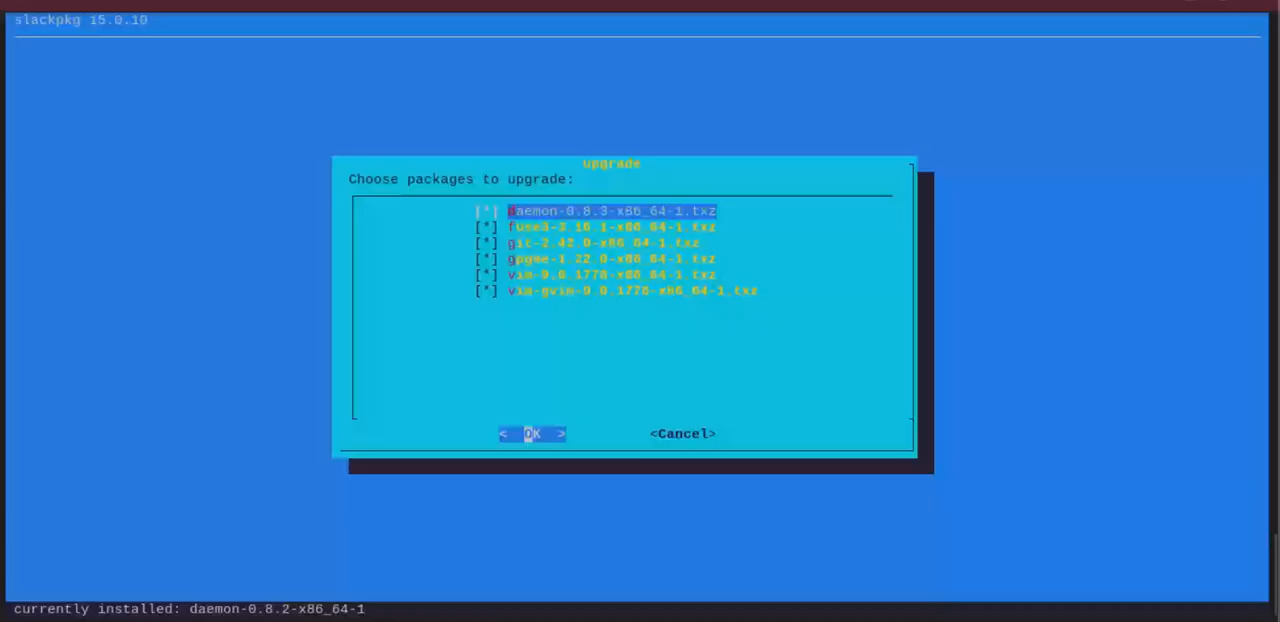 slackpkg 15.0.10
upgrade
Choose packages to upgrade:
[*] daemon-0.8.3-x86_64-1.txz
[*] fuse3-3.16.1-x86_64-1.txz
[*] git-2.42.0-x86_64-1.txz
[*] gpgme-1.22.0-x86_64-1.txz
[*] vim-9.0.1778-x86_64-1.txz
[*] vim-gvim-9.0.1778-x86_64-1.txz
< OK > <Cancel>
currently installed: daemon-0.8.2-x86_64-1